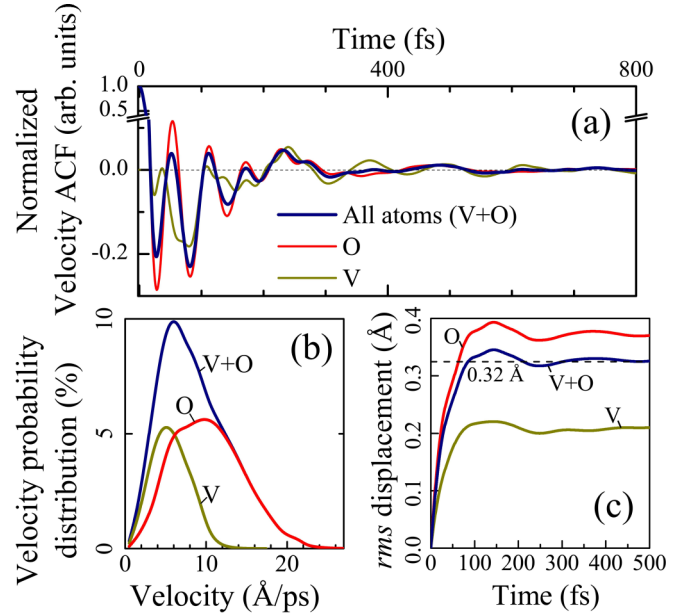 Time (fs)
0 400 800
Normalized
Velocity ACF (arb. units)
1.0
0.5
0.0
-0.2
(a)
All atoms (V+O)
O
V
Velocity probability
distribution (%)
10
5
0
(b)
V+O
O
V
0 10 20
Velocity (Å/ps)
rms displacement (Å)
0.4
0.3
0.2
0.1
0.0
O
0.32 Å
V+O
V
(c)
0 100 200 300 400 500
Time (fs)